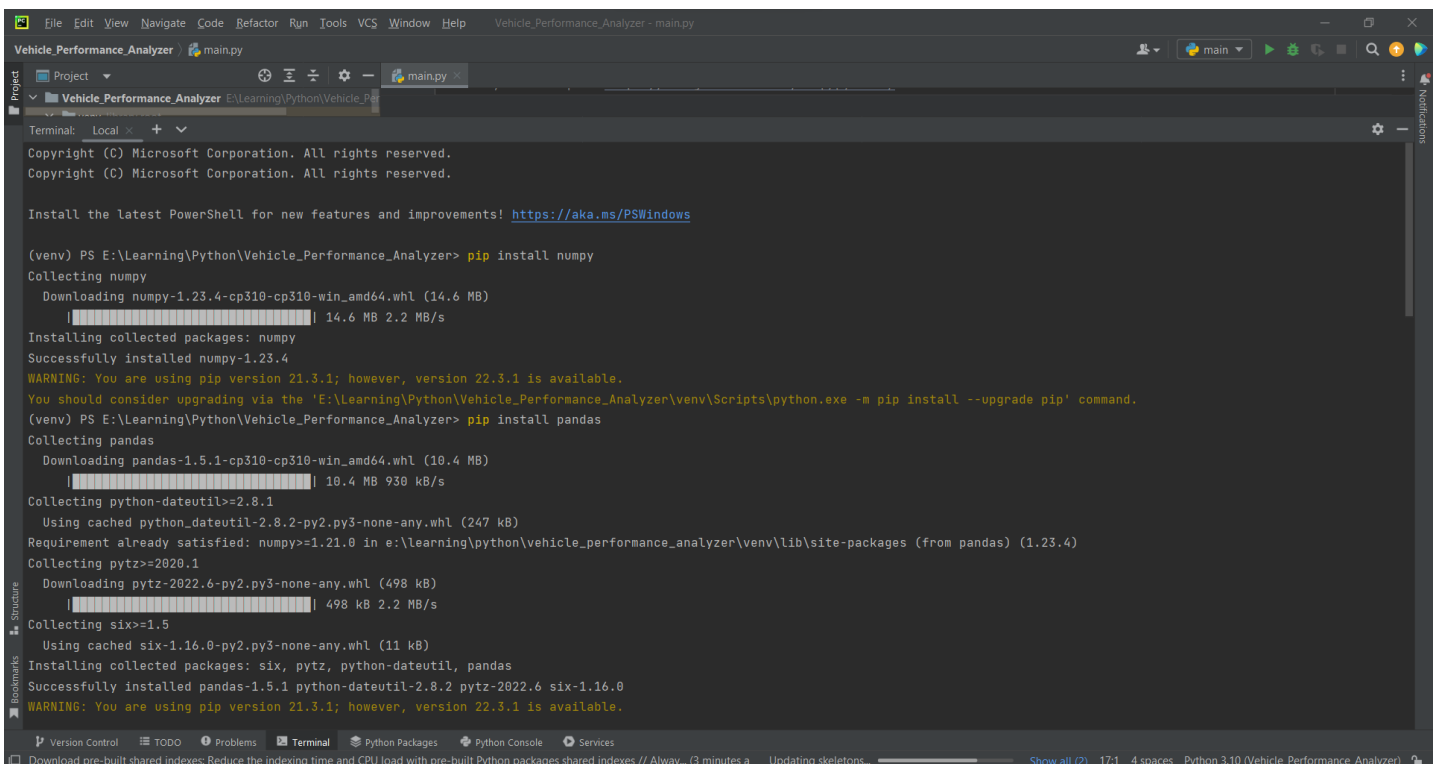 PC File Edit View Navigate Code Refactor Run Tools VCS Window Help Vehicle_Performance_Analyzer - main.py
Vehicle_Performance_Analyzer main.py main
Project main.py
Vehicle_Performance_Analyzer E:\Learning\Python\Vehicle_Per
Terminal: Local
Copyright (C) Microsoft Corporation. All rights reserved.
Copyright (C) Microsoft Corporation. All rights reserved.
Install the latest PowerShell for new features and improvements! https://aka.ms/PSWindows
(venv) PS E:\Learning\Python\Vehicle_Performance_Analyzer> pip install numpy
Collecting numpy
Downloading numpy-1.23.4-cp310-cp310-win_amd64.whl (14.6 MB)
| 14.6 MB 2.2 MB/s
Installing collected packages: numpy
Successfully installed numpy-1.23.4
WARNING: You are using pip version 21.3.1; however, version 22.3.1 is available.
You should consider upgrading via the 'E:\Learning\Python\Vehicle_Performance_Analyzer\venv\Scripts\python.exe -m pip install --upgrade pip' command.
(venv) PS E:\Learning\Python\Vehicle_Performance_Analyzer> pip install pandas
Collecting pandas
Downloading pandas-1.5.1-cp310-cp310-win_amd64.whl (10.4 MB)
| 10.4 MB 930 kB/s
Collecting python-dateutil>=2.8.1
Using cached python_dateutil-2.8.2-py2.py3-none-any.whl (247 kB)
Requirement already satisfied: numpy>=1.21.0 in e:\learning\python\vehicle_performance_analyzer\venv\lib\site-packages (from pandas) (1.23.4)
Collecting pytz>=2020.1
Downloading pytz-2022.6-py2.py3-none-any.whl (498 kB)
| 498 kB 2.2 MB/s
Collecting six>=1.5
Using cached six-1.16.0-py2.py3-none-any.whl (11 kB)
Installing collected packages: six, pytz, python-dateutil, pandas
Successfully installed pandas-1.5.1 python-dateutil-2.8.2 pytz-2022.6 six-1.16.0
WARNING: You are using pip version 21.3.1; however, version 22.3.1 is available.
Project
Structure
Bookmarks
Notifications
Version Control TODO Problems Terminal Python Packages Python Console Services
Download pre-built shared indexes: Reduce the indexing time and CPU load with pre-built Python packages shared indexes // Alway... (3 minutes a Updating skeletons... Show all (2) 17:1 4 spaces Python 3.10 (Vehicle_Performance_Analyzer)